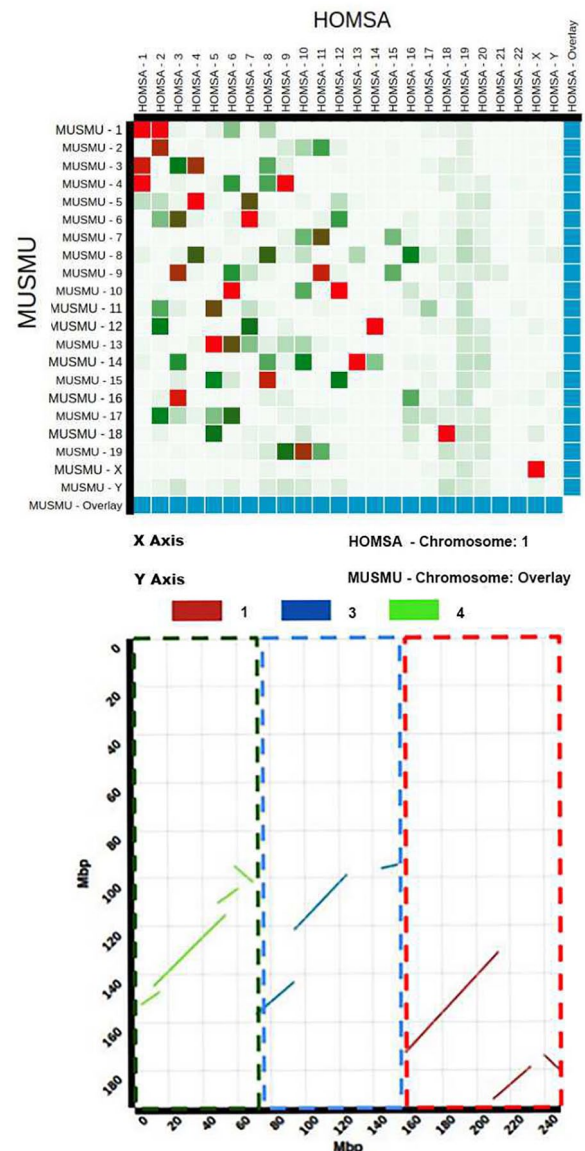 HOMSA
HOMSA - 1
HOMSA - 2
HOMSA - 3
HOMSA - 4
HOMSA - 5
HOMSA - 6
HOMSA - 7
HOMSA - 8
HOMSA - 9
HOMSA - 10
HOMSA - 11
HOMSA - 12
HOMSA - 13
HOMSA - 14
HOMSA - 15
HOMSA - 16
HOMSA - 17
HOMSA - 18
HOMSA - 19
HOMSA - 20
HOMSA - 21
HOMSA - 22
HOMSA - X
HOMSA - Y
HOMSA - Overlay
MUSMU
MUSMU - 1
MUSMU - 2
MUSMU - 3
MUSMU - 4
MUSMU - 5
MUSMU - 6
MUSMU - 7
MUSMU - 8
MUSMU - 9
MUSMU - 10
MUSMU - 11
MUSMU - 12
MUSMU - 13
MUSMU - 14
MUSMU - 15
MUSMU - 16
MUSMU - 17
MUSMU - 18
MUSMU - 19
MUSMU - X
MUSMU - Y
MUSMU - Overlay
X Axis HOMSA - Chromosome: 1
Y Axis MUSMU - Chromosome: Overlay
1 3 4
0
20
40
60
80
100
120
140
160
180
Mbp
0 20 40 60 80 100 120 140 160 180 200 220 240
Mbp